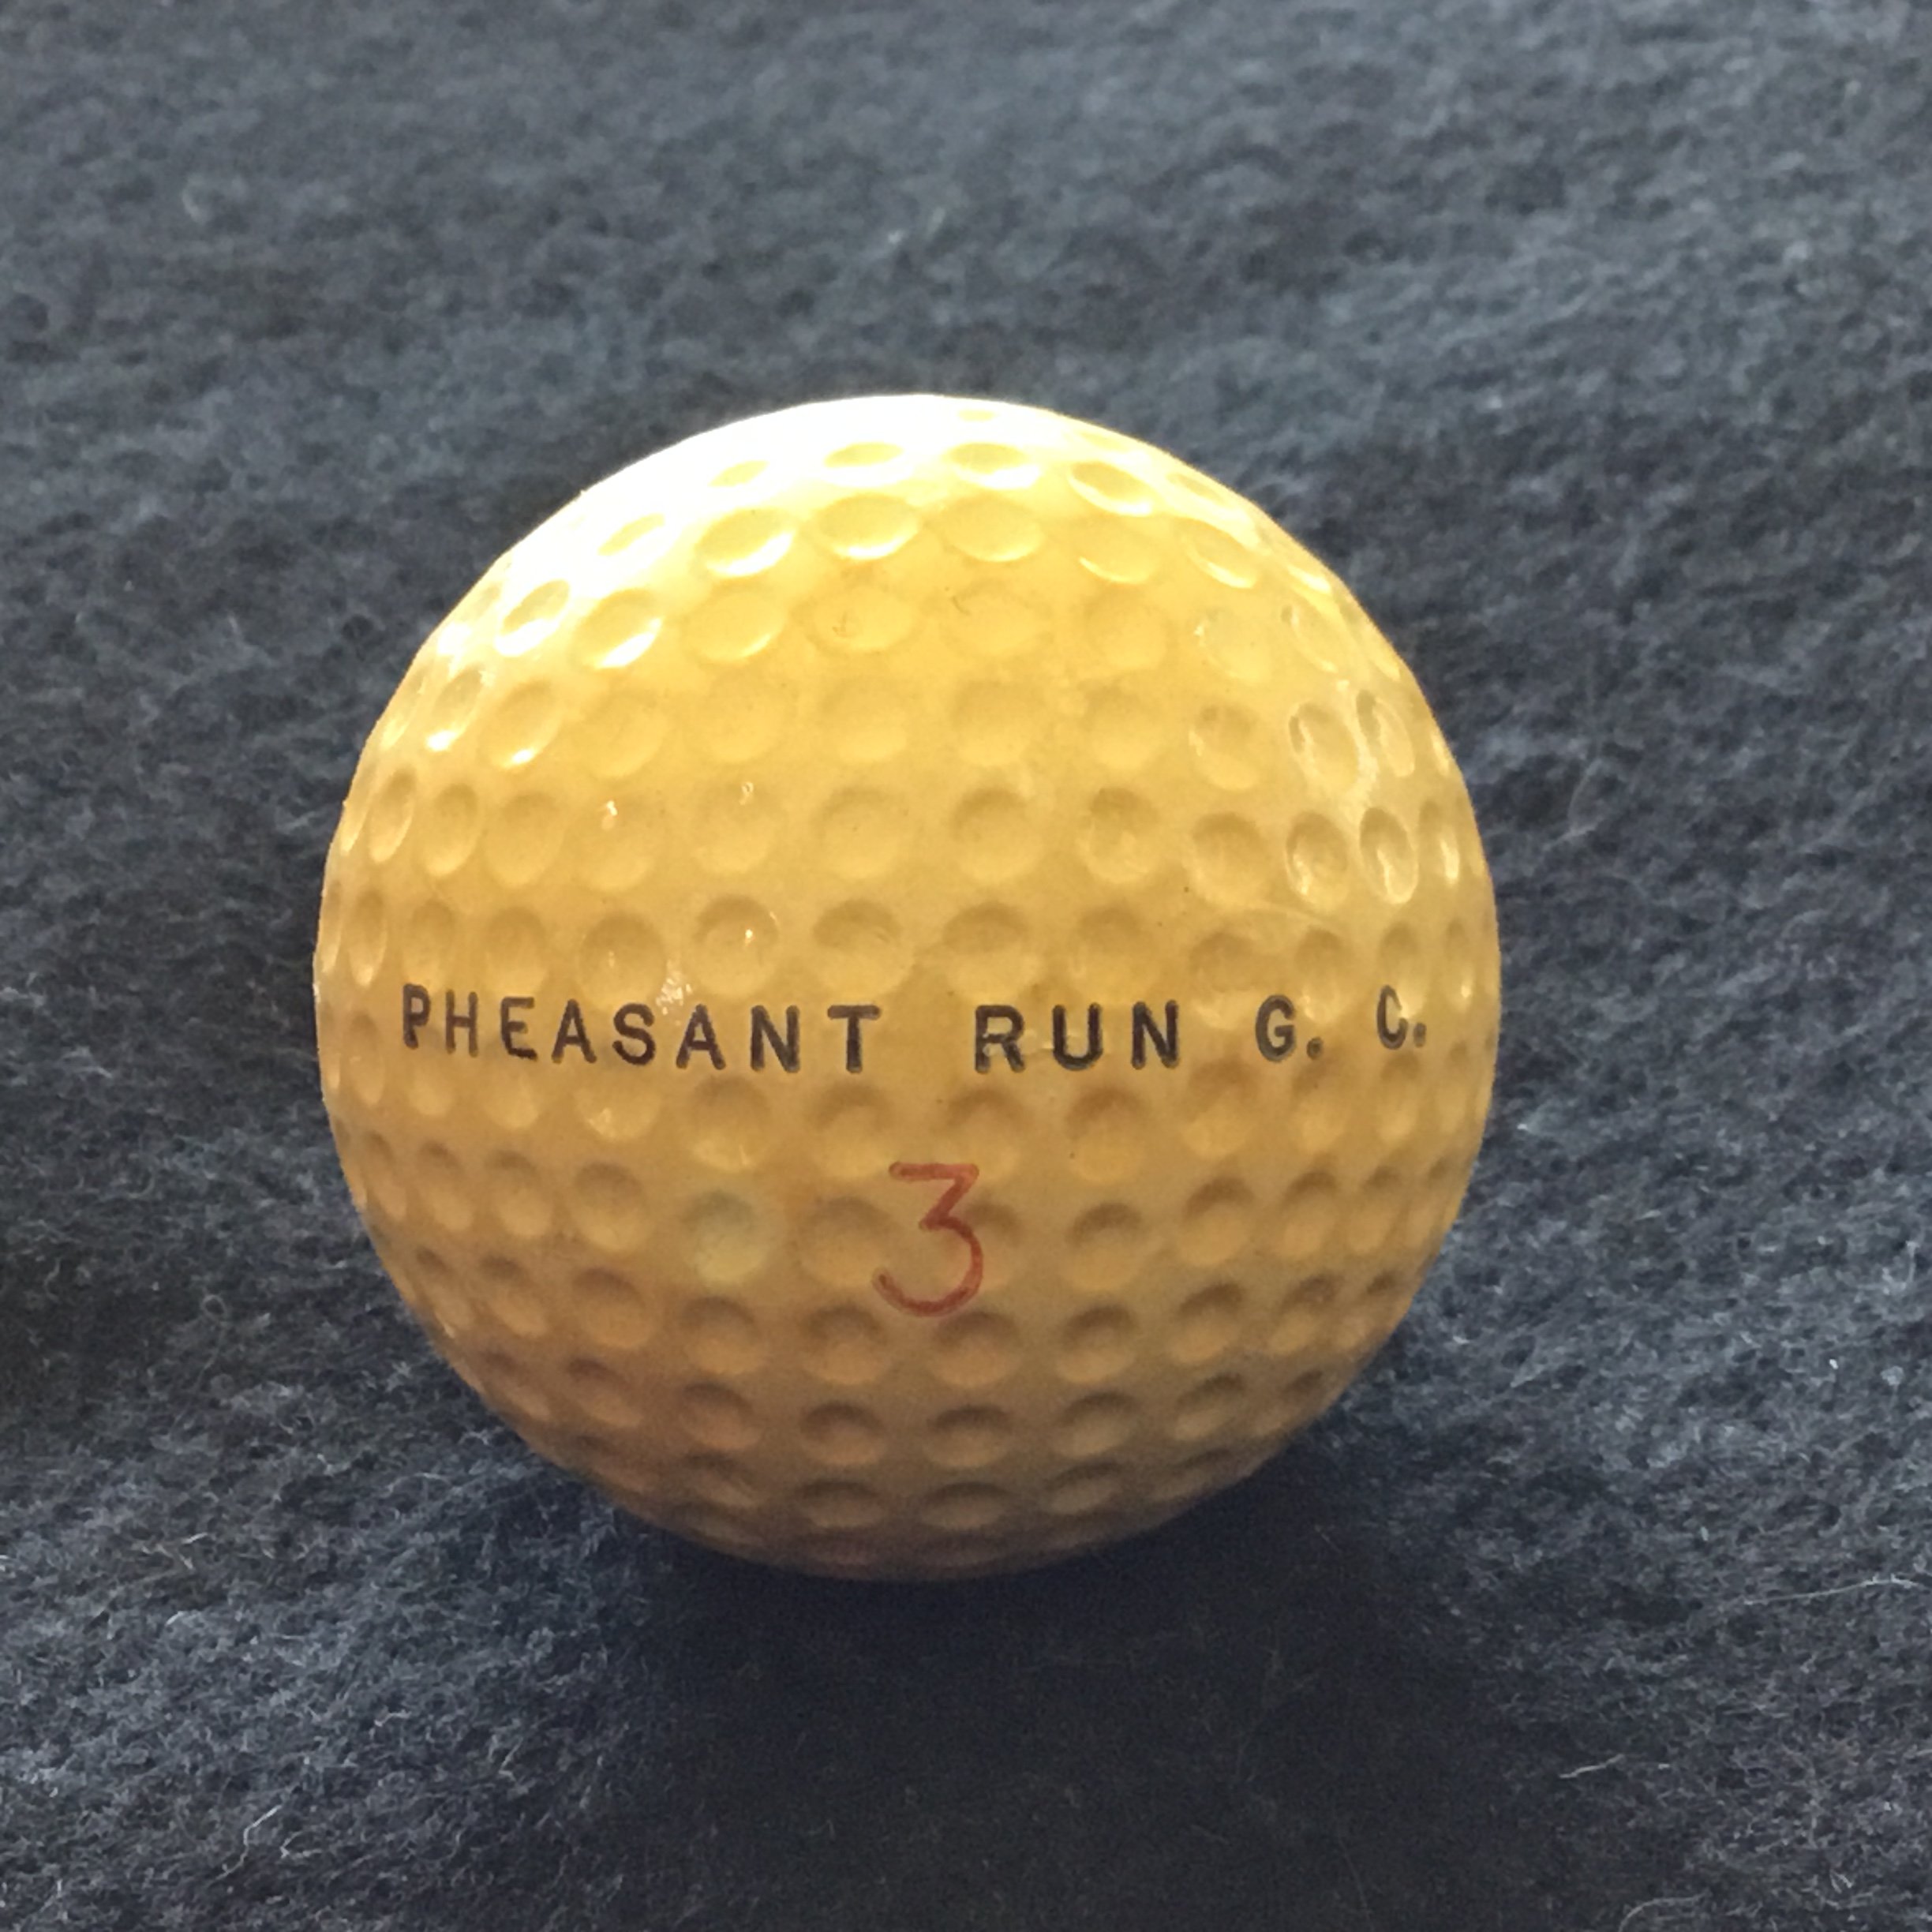 PHEASANT RUN G. C.
3